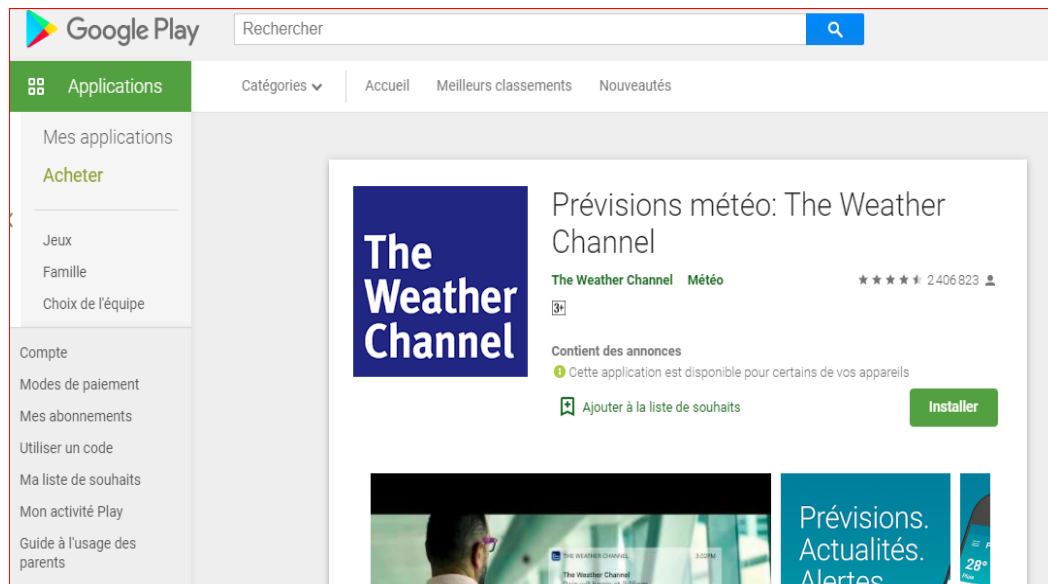 Google Play
Rechercher
Applications
Catégories
Accueil
Meilleurs classements
Nouveautés
Mes applications
Acheter
Jeux
Famille
Choix de l'équipe
Compte
Modes de paiement
Mes abonnements
Utiliser un code
Ma liste de souhaits
Mon activité Play
Guide à l'usage des
parents
The
Weather
Channel
Prévisions météo: The Weather
Channel
The Weather Channel Météo
2 406 823
3+
Contient des annonces
Cette application est disponible pour certains de vos appareils
Ajouter à la liste de souhaits
Installer
THE WEATHER CHANNEL 3:02PM
The Weather Channel
Prévisions.
Actualités.
Alertes
28°